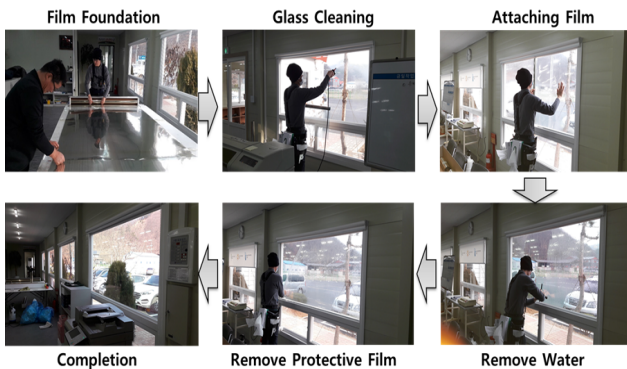 Film Foundation
Glass Cleaning
Attaching Film
Completion
Remove Protective Film
Remove Water